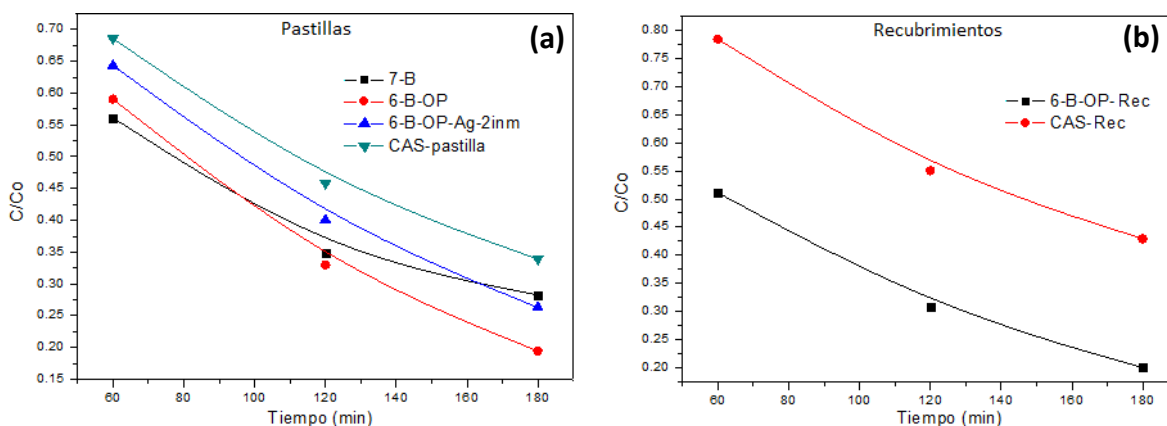 Pastillas
(a)
7-B
6-B-OP
6-B-OP-Ag-2inm
CAS-pastilla
0.70
0.65
0.60
0.55
0.50
0.45
0.40
0.35
0.30
0.25
0.20
0.15
C/Co
60 80 100 120 140 160 180
Tiempo (min)
Recubrimientos
(b)
6-B-OP- Rec
CAS-Rec
0.80
0.75
0.70
0.65
0.60
0.55
0.50
0.45
0.40
0.35
0.30
0.25
0.20
C/Co
60 80 100 120 140 160 180
Tiempo (min)